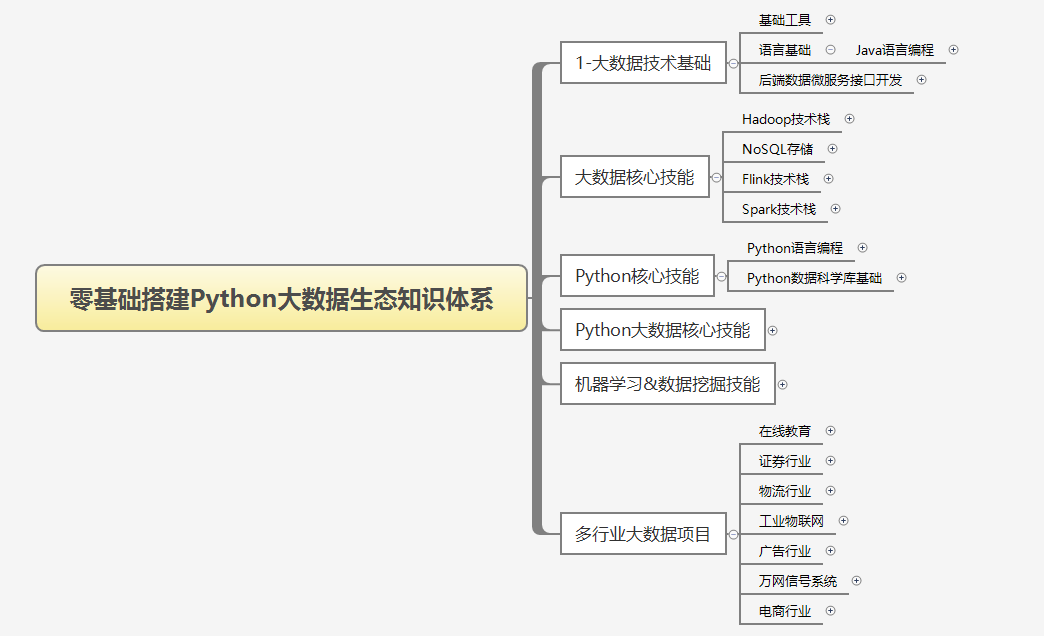 零基础搭建Python大数据生态知识体系
1-大数据技术基础
基础工具
语言基础
Java语言编程
后端数据微服务接口开发
大数据核心技能
Hadoop技术栈
NoSQL存储
Flink技术栈
Spark技术栈
Python核心技能
Python语言编程
Python数据科学库基础
Python大数据核心技能
机器学习&数据挖掘技能
多行业大数据项目
在线教育
证券行业
物流行业
工业物联网
广告行业
万网信号系统
电商行业